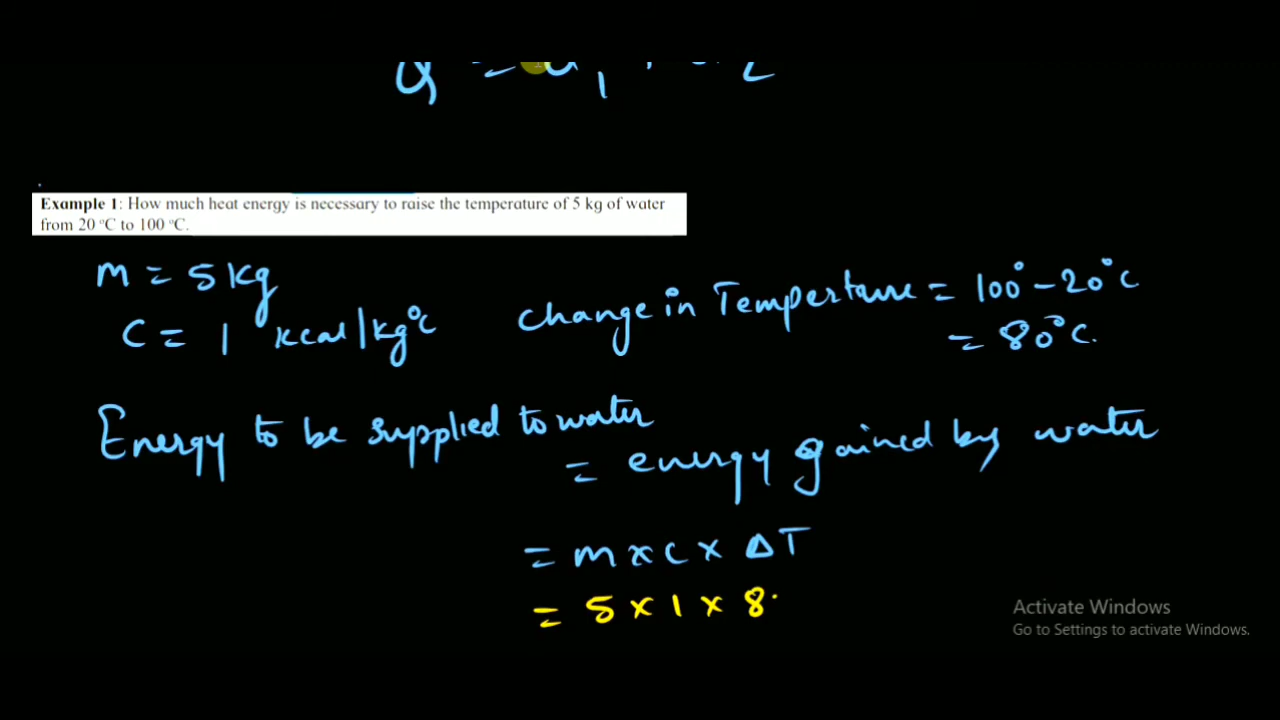 Example 1: How much heat energy is necessary to raise the temperature of 5 kg of water
from 20 °C to 100 °C.
m = 5 kg
C = 1 kcal/kg°c
Change in Tempertaure = 100° - 20°C
= 80°C.
Energy to be supplied to water
= energy gained by water
= m x c x ΔT
= 5 x 1 x 8
Activate Windows
Go to Settings to activate Windows.